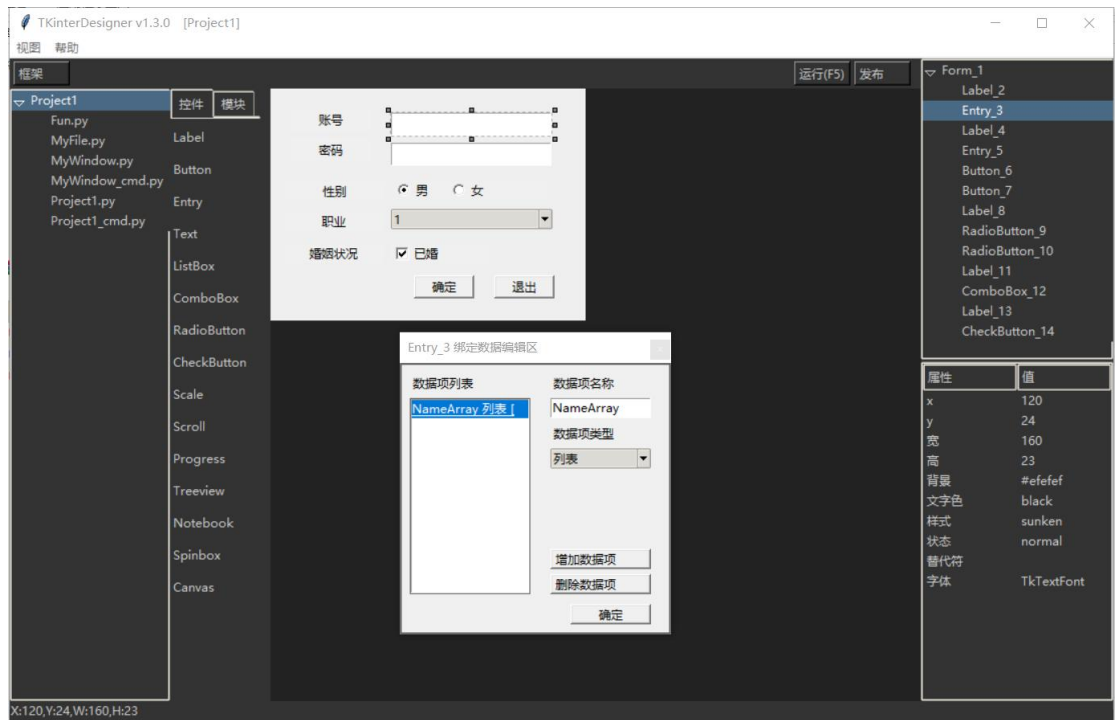 TKinterDesigner v1.3.0 [Project1]
视图 帮助
框架
运行(F5) 发布
Project1
Fun.py
MyFile.py
MyWindow.py
MyWindow_cmd.py
Project1.py
Project1_cmd.py
控件 模块
Label
Button
Entry
Text
ListBox
ComboBox
RadioButton
CheckButton
Scale
Scroll
Progress
Treeview
Notebook
Spinbox
Canvas
账号
密码
性别 男 女
职业 1
婚姻状况 已婚
确定 退出
Entry_3 绑定数据编辑区
数据项列表
NameArray 列表 [
数据项名称
NameArray
数据项类型
列表
增加数据项
删除数据项
确定
Form_1
Label_2
Entry_3
Label_4
Entry_5
Button_6
Button_7
Label_8
RadioButton_9
RadioButton_10
Label_11
ComboBox_12
Label_13
CheckButton_14
属性 值
x 120
y 24
宽 160
高 23
背景 #efefef
文字色 black
样式 sunken
状态 normal
替代符
字体 TkTextFont
X:120,Y:24,W:160,H:23